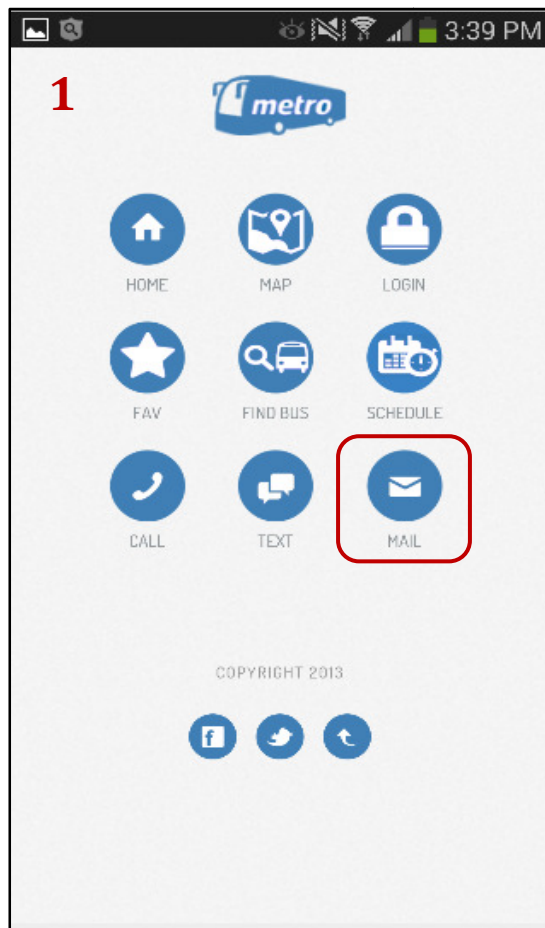 3:39 PM
1
metro
HOME MAP LOGIN
FAV FIND BUS SCHEDULE
CALL TEXT MAIL
COPYRIGHT 2013